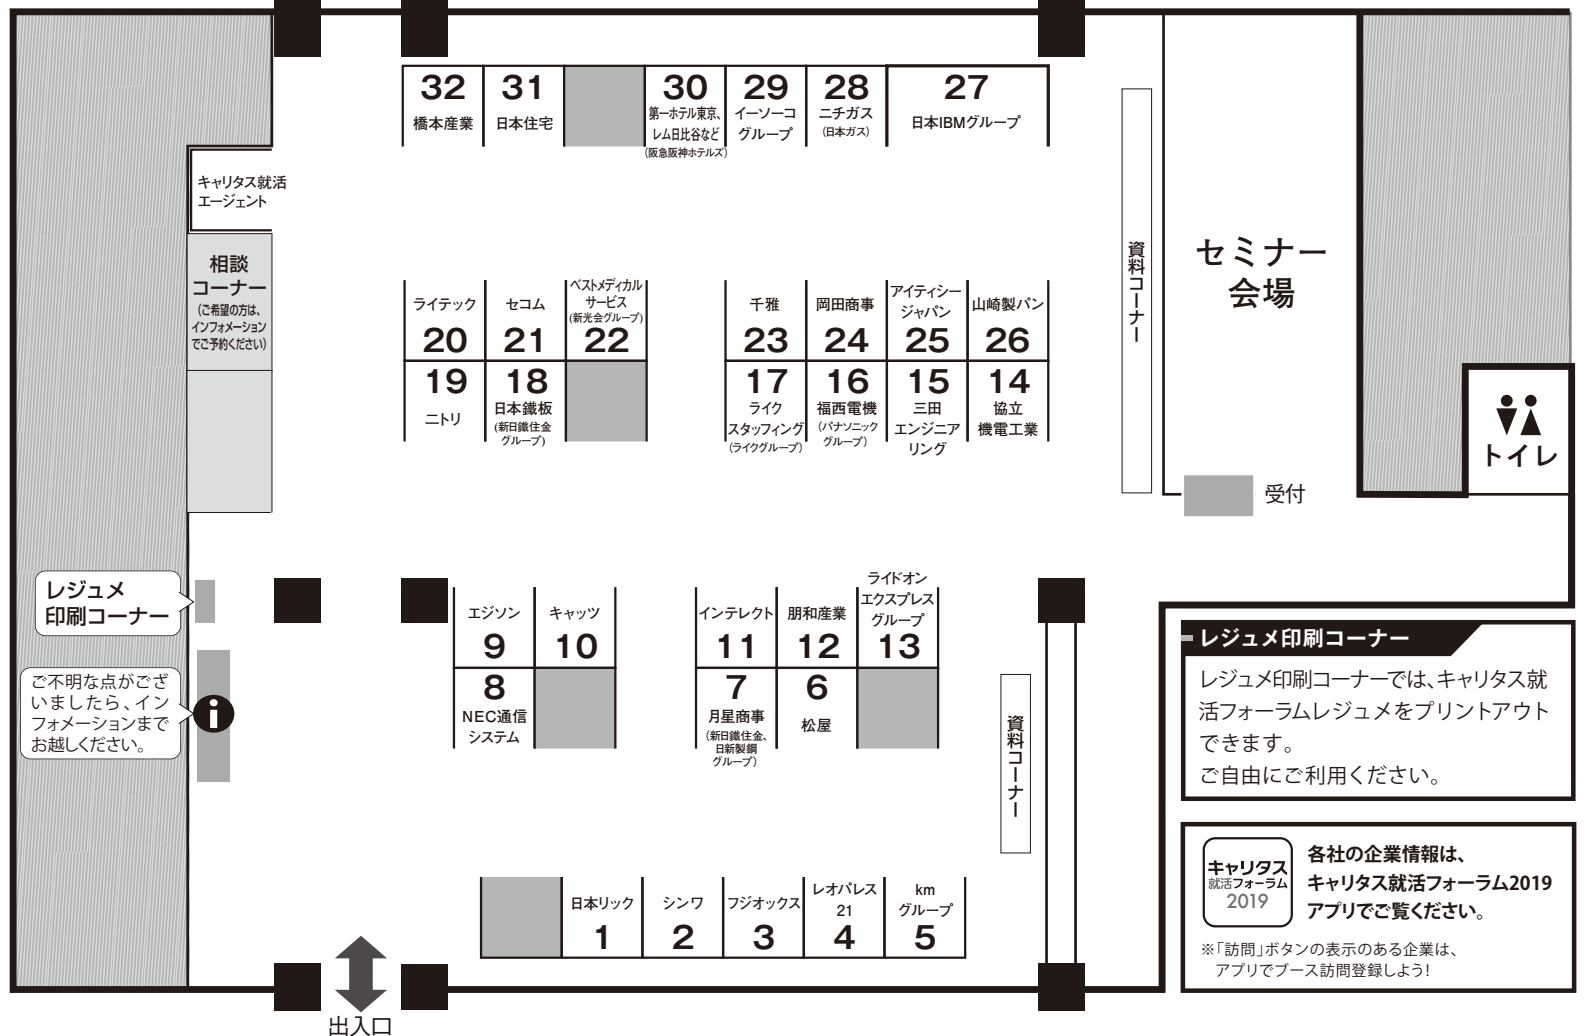 32
橋本産業
31
日本住宅
30
第一ホテル東京、
レム日比谷など
(阪急阪神ホテルズ)
29
イーソーコ
グループ
28
ニチガス
(日本ガス)
27
日本IBMグループ
キャリタス就活
エージェント
相談
コーナー
(ご希望の方は、
インフォメーション
でご予約ください)
ライテック
20
セコム
21
ベストメディカル
サービス
(新光会グループ)
22
千雅
23
岡田商事
24
アイティシー
ジャパン
25
山崎製パン
26
19
ニトリ
18
日本鐵板
(新日鐵住金
グループ)
17
ライク
スタッフィング
(ライクグループ)
16
福西電機
(パナソニック
グループ)
15
三田
エンジニア
リング
14
協立
機電工業
資料コーナー
セミナー
会場
トイレ
受付
レジュメ
印刷コーナー
ご不明な点がござ
いましたら、イン
フォメーションまで
お越しください。
i
エジソン
9
キャッツ
10
インテレクト
11
朋和産業
12
ライドオン
エクスプレス
グループ
13
8
NEC通信
システム
7
月星商事
(新日鐵住金、
日新製鋼
グループ)
6
松屋
資料コーナー
日本リック
1
シンワ
2
フジオックス
3
レオパレス
21
4
km
グループ
5
出入口
レジュメ印刷コーナー
レジュメ印刷コーナーでは、キャリタス就
活フォーラムレジュメをプリントアウト
できます。
ご自由にご利用ください。
キャリタス
就活フォーラム
2019
各社の企業情報は、
キャリタス就活フォーラム2019
アプリでご覧ください。
※「訪問」ボタンの表示のある企業は、
アプリでブース訪問登録しよう!